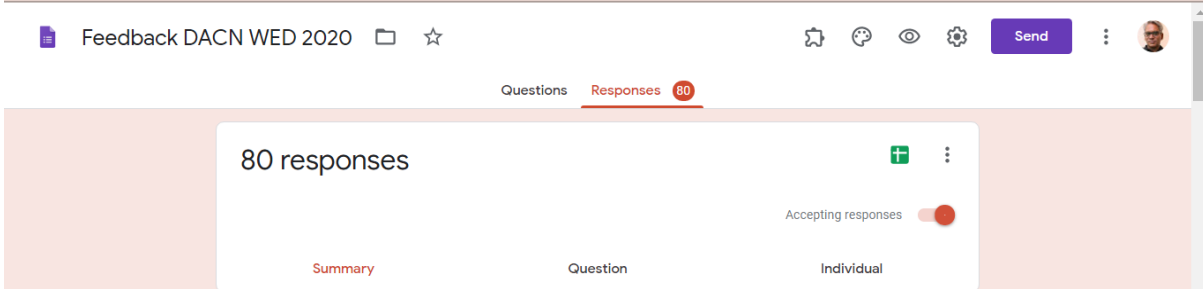 Feedback DACN WED 2020
Send
Questions Responses 80
80 responses
Accepting responses
Summary Question Individual